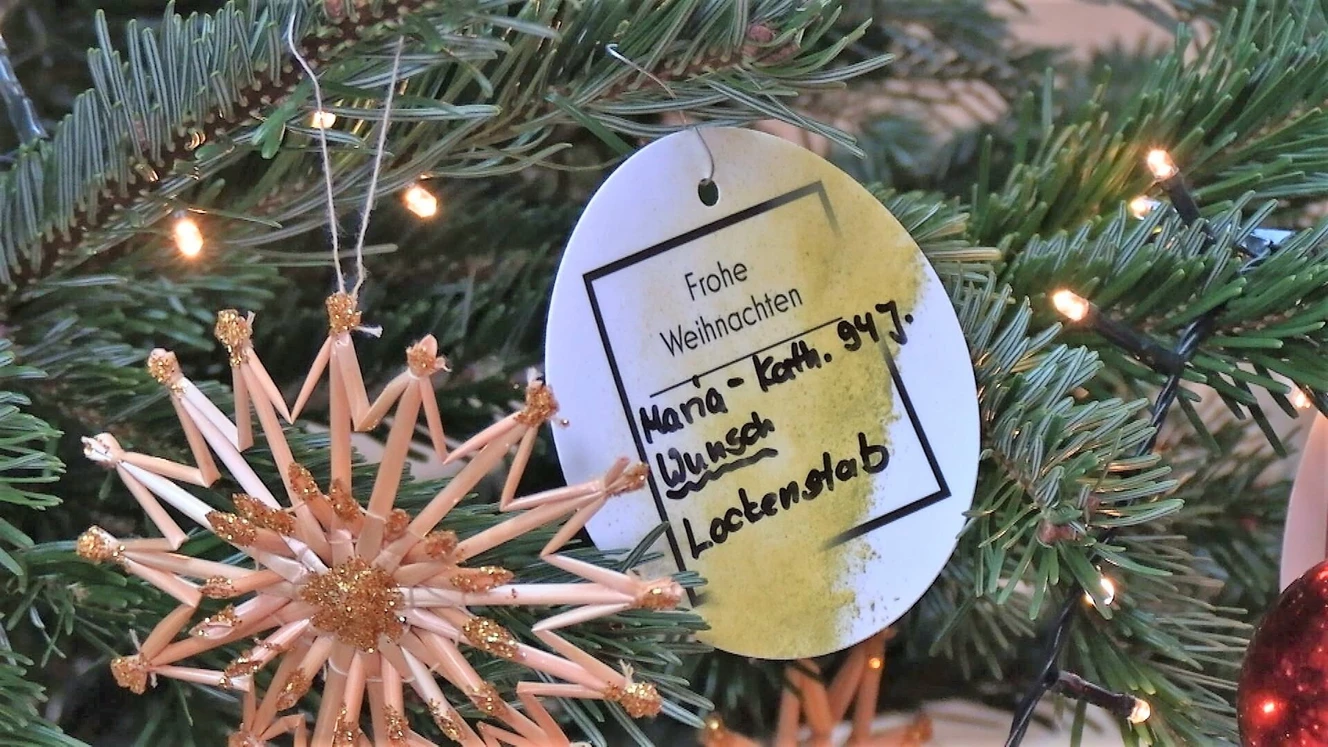 Frohe
Weihnachten
Maria - Kath. 94 J.
Wunsch
Lockenstab